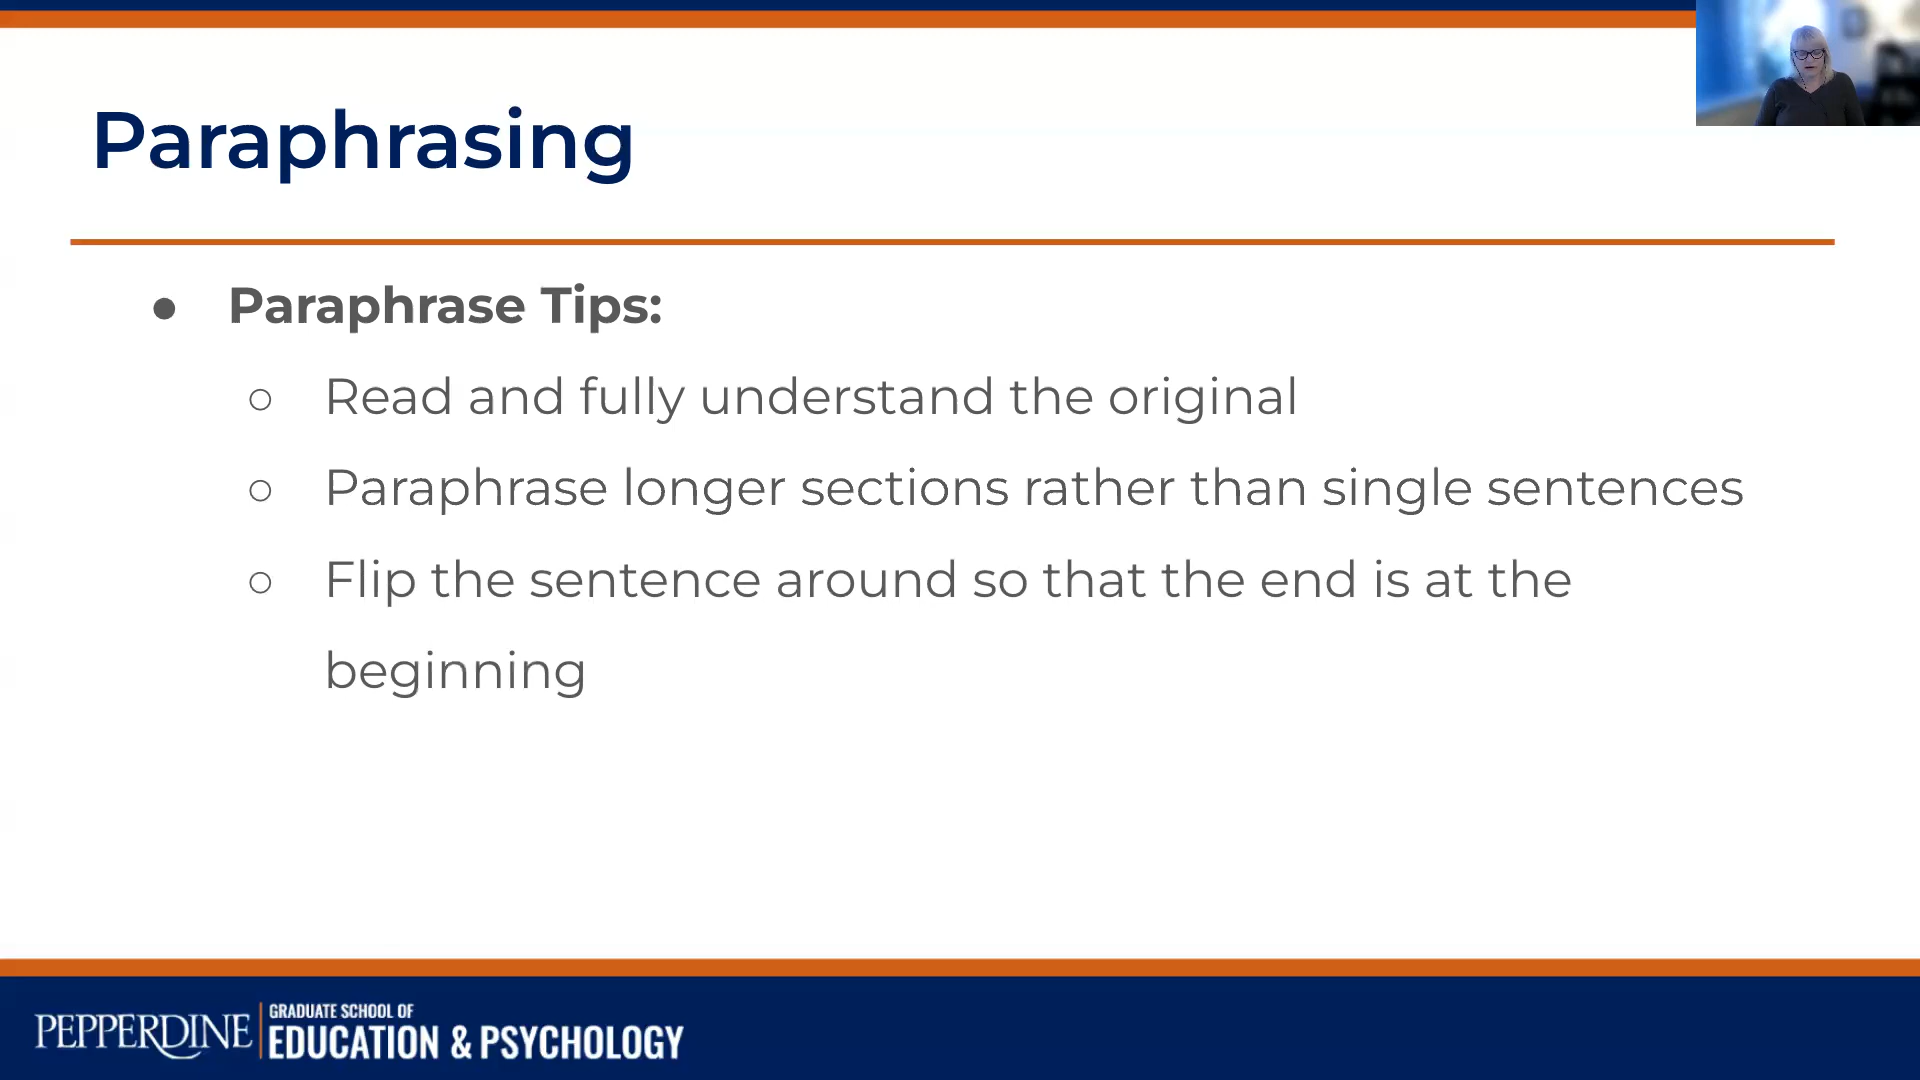 Paraphrasing
● Paraphrase Tips:
○ Read and fully understand the original
○ Paraphrase longer sections rather than single sentences
○ Flip the sentence around so that the end is at the
beginning
PEPPERDINE
GRADUATE SCHOOL OF
EDUCATION & PSYCHOLOGY